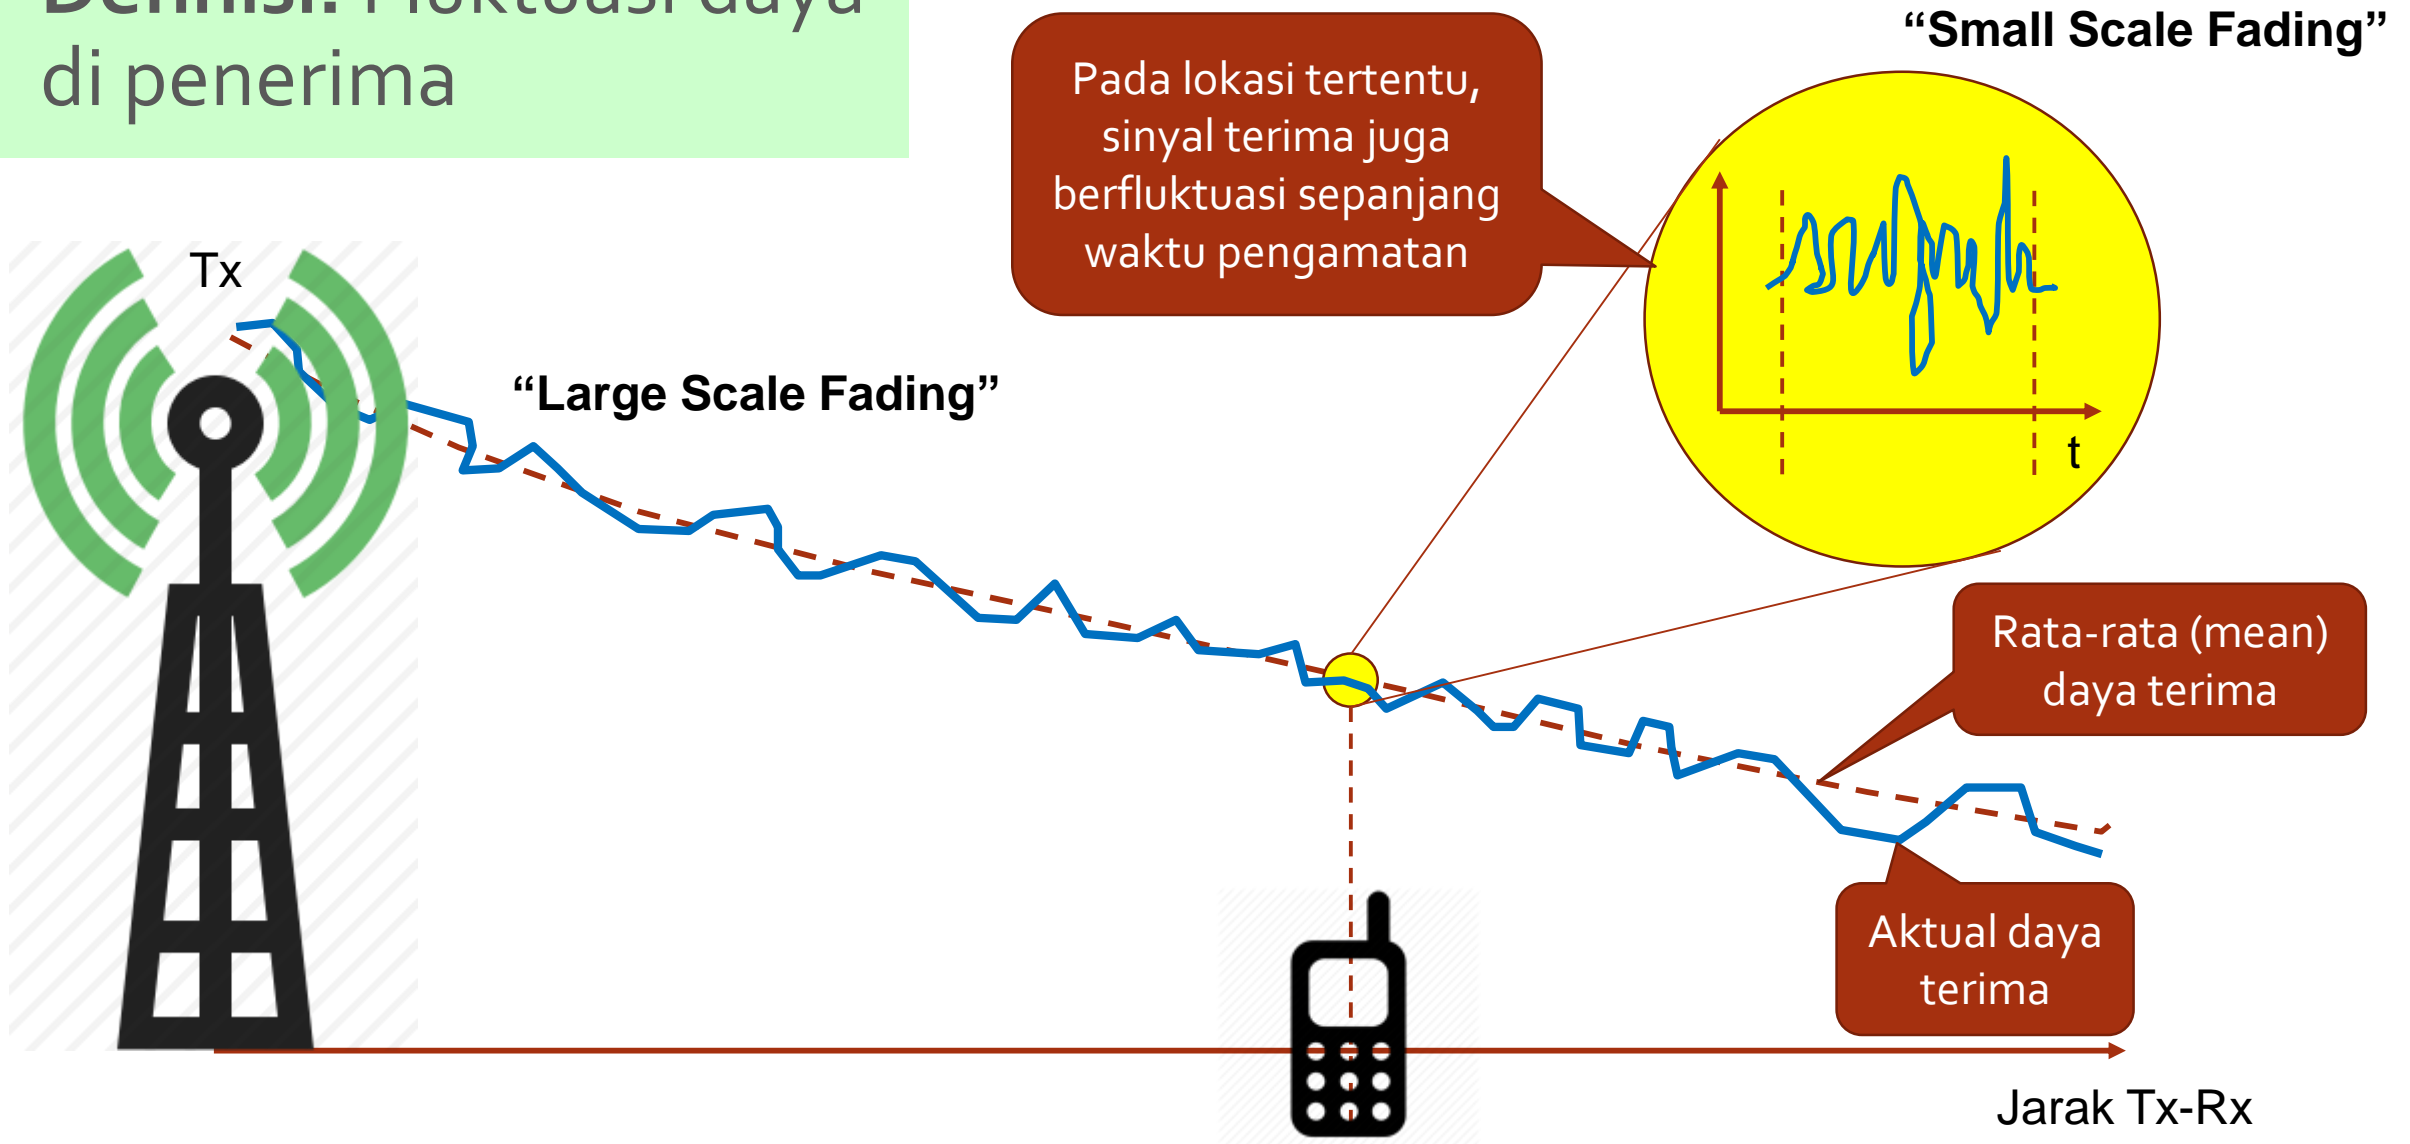 di penerima
“Small Scale Fading”
Pada lokasi tertentu,
sinyal terima juga
berfluktuasi sepanjang
waktu pengamatan
t
Tx
“Large Scale Fading”
Rata-rata (mean)
daya terima
Aktual daya
terima
Jarak Tx-Rx